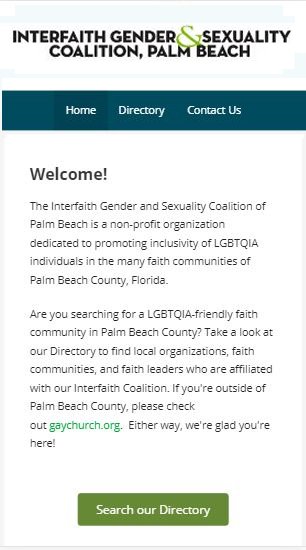 INTERFAITH GENDER & SEXUALITY
COALITION, PALM BEACH
Home Directory Contact Us
Welcome!
The Interfaith Gender and Sexuality Coalition of
Palm Beach is a non-profit organization
dedicated to promoting inclusivity of LGBTQIA
individuals in the many faith communities of
Palm Beach County, Florida.
Are you searching for a LGBTQIA-friendly faith
community in Palm Beach County? Take a look at
our Directory to find local organizations, faith
communities, and faith leaders who are affiliated
with our Interfaith Coalition. If you're outside of
Palm Beach County, please check
out gaychurch.org. Either way, we're glad you're
here!
Search our Directory